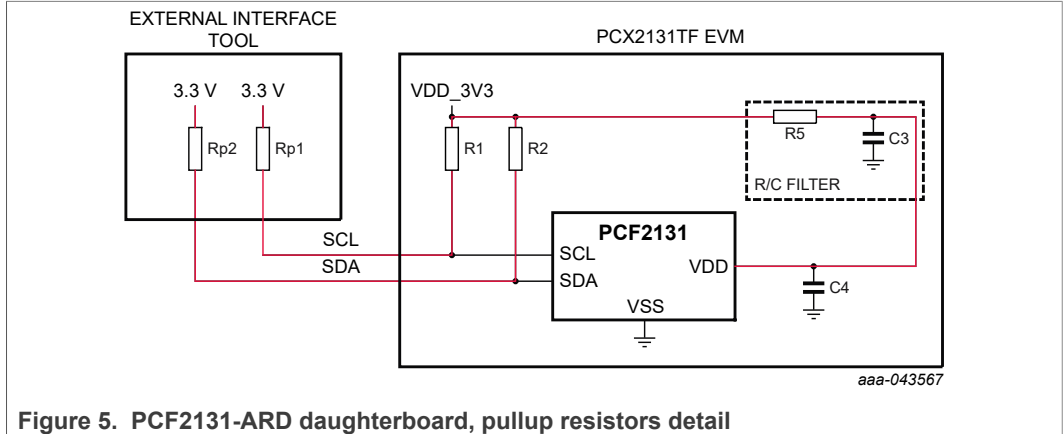 EXTERNAL INTERFACE
TOOL
PCX2131TF EVM
3.3 V 3.3 V
VDD_3V3
Rp2 Rp1
R1 R2
R5
C3
R/C FILTER
PCF2131
SCL
SCL
SDA
SDA
VDD
VSS
C4
aaa-043567
Figure 5. PCF2131-ARD daughterboard, pullup resistors detail